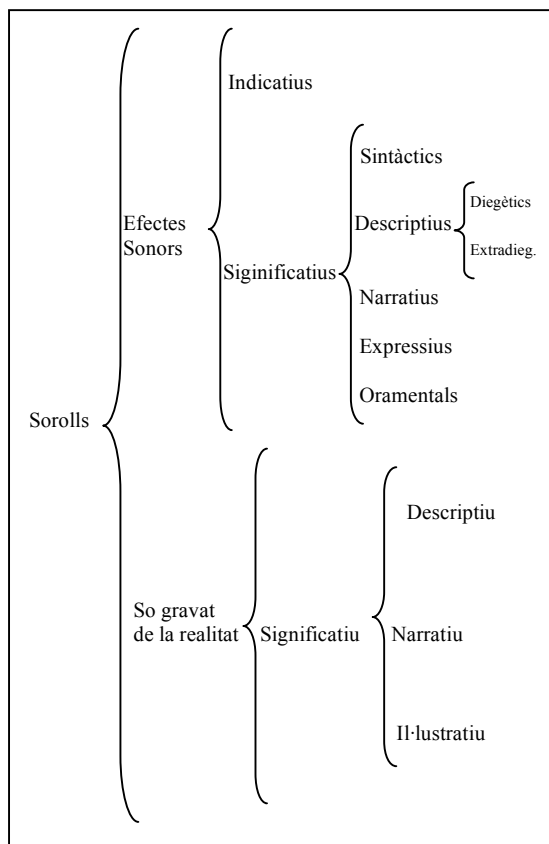 Indicatius
Sintàctics
Diegètics
Efectes
Sonors
Descriptius
Extradieg.
Siginificatius
Narratius
Expressius
Oramentals
Sorolls
Descriptiu
So gravat
de la realitat
Significatiu
Narratiu
Il·lustratiu